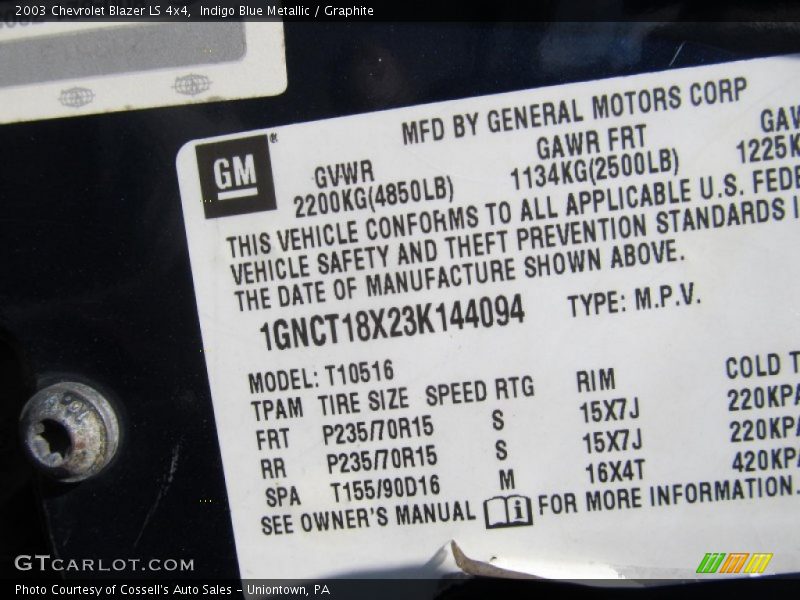 2003 Chevrolet Blazer LS 4x4, Indigo Blue Metallic / Graphite
MFD BY GENERAL MOTORS CORP
GM®
GVWR GAWR FRT
2200KG(4850LB) 1134KG(2500LB)
THIS VEHICLE CONFORMS TO ALL APPLICABLE U.S.
VEHICLE SAFETY AND THEFT PREVENTION STANDARDS
THE DATE OF MANUFACTURE SHOWN ABOVE.
1GNCT18X23K144094 TYPE: M.P.V.
MODEL: T10516
TPAM TIRE SIZE SPEED RTG RIM COLD
FRT P235/70R15 S 15X7J 220KPA
RR P235/70R15 S 15X7J 220KPA
SPA T155/90D16 M 16X4T 420KPA
SEE OWNER'S MANUAL i FOR MORE INFORMATION.
GTCARLOT.COM
Photo Courtesy of Cossell's Auto Sales – Uniontown, PA